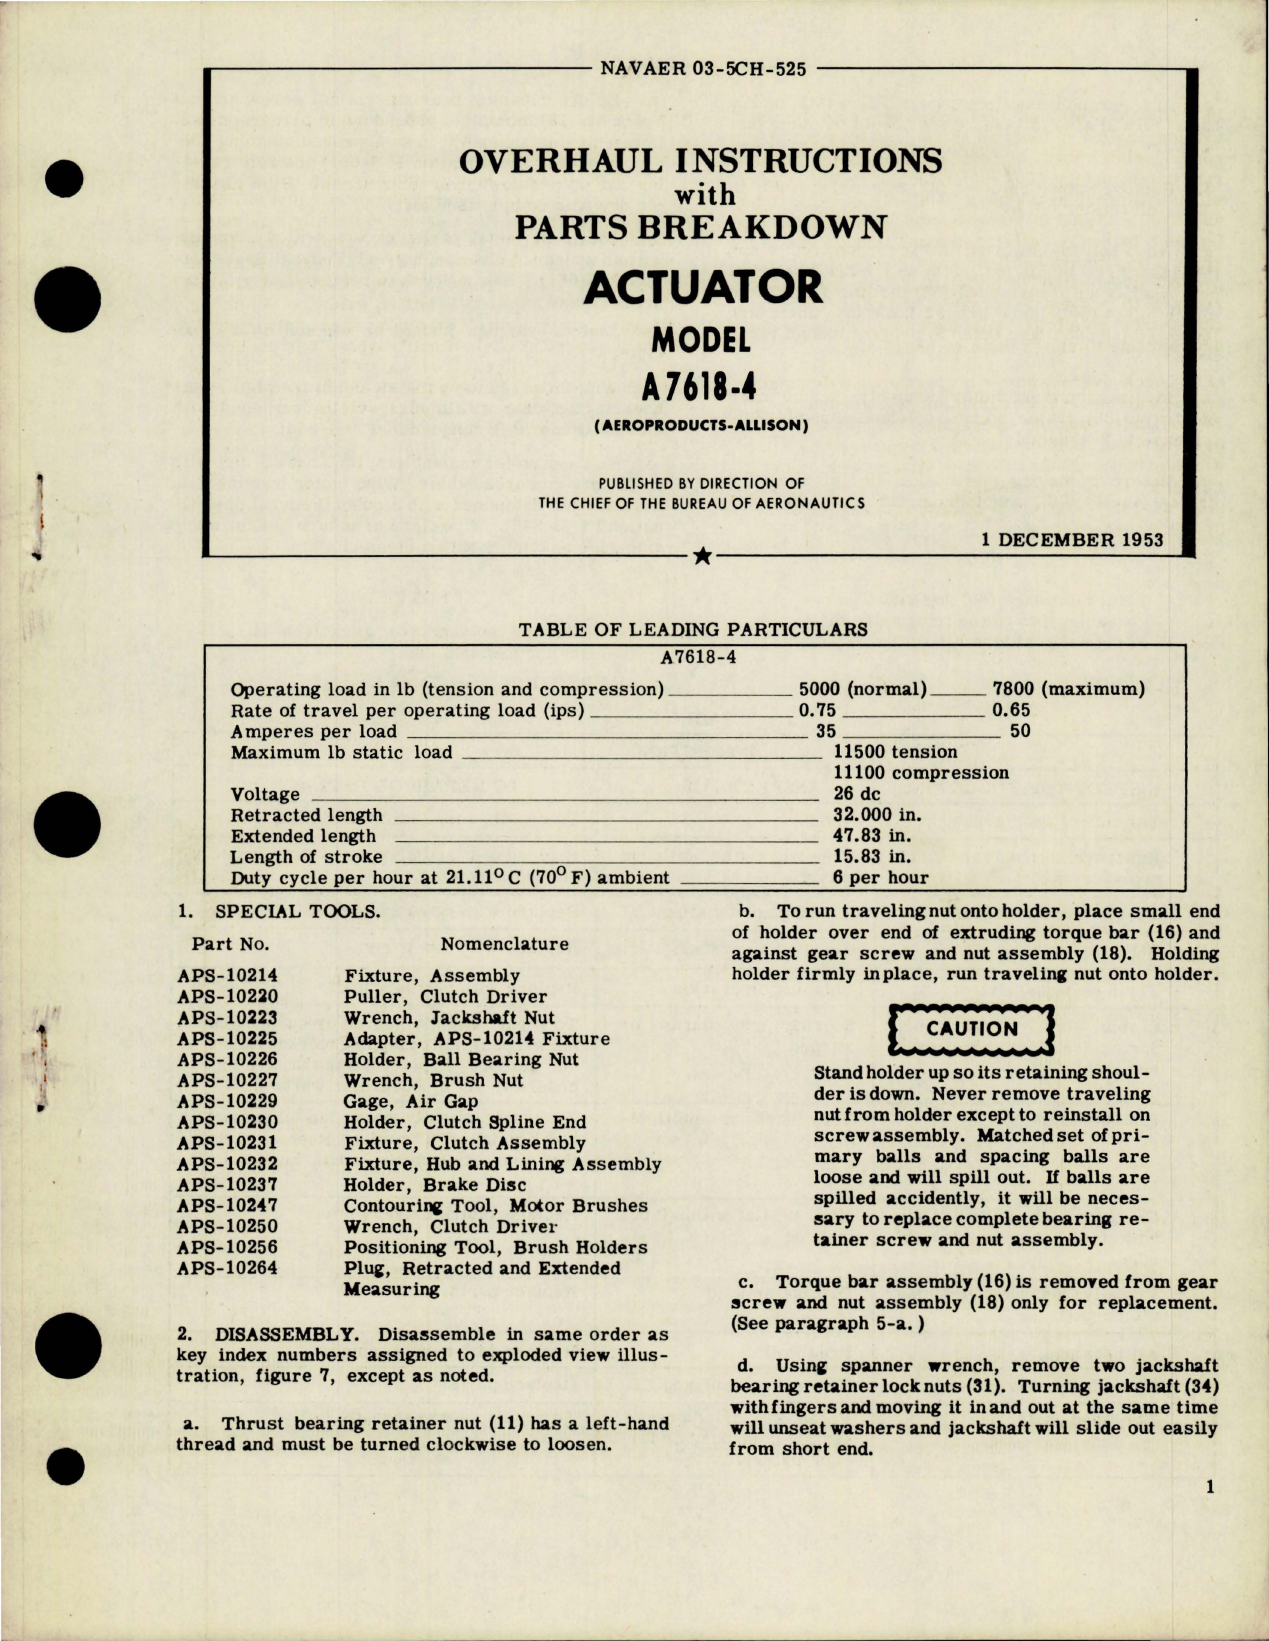 NAVAER 03-5CH-525
OVERHAUL INSTRUCTIONS
with
PARTS BREAKDOWN
ACTUATOR
MODEL
A7618-4
(AEROPRODUCTS-ALLISON)
PUBLISHED BY DIRECTION OF
THE CHIEF OF THE BUREAU OF AERONAUTICS
1 DECEMBER 1953
TABLE OF LEADING PARTICULARS
A7618-4
Operating load in lb (tension and compression) 5000 (normal) 7800 (maximum)
Rate of travel per operating load (ips) 0.75 0.65
Amperes per load 35 50
Maximum lb static load 11500 tension
11100 compression
Voltage 26 dc
Retracted length 32.000 in.
Extended length 47.83 in.
Length of stroke 15.83 in.
Duty cycle per hour at 21.11°C (70°F) ambient 6 per hour
1. SPECIAL TOOLS.
Part No. Nomenclature
APS-10214 Fixture, Assembly
APS-10220 Puller, Clutch Driver
APS-10223 Wrench, Jackshaft Nut
APS-10225 Adapter, APS-10214 Fixture
APS-10226 Holder, Ball Bearing Nut
APS-10227 Wrench, Brush Nut
APS-10229 Gage, Air Gap
APS-10230 Holder, Clutch Spline End
APS-10231 Fixture, Clutch Assembly
APS-10232 Fixture, Hub and Lining Assembly
APS-10237 Holder, Brake Disc
APS-10247 Contouring Tool, Motor Brushes
APS-10250 Wrench, Clutch Driver
APS-10256 Positioning Tool, Brush Holders
APS-10264 Plug, Retracted and Extended
Measuring
2. DISASSEMBLY. Disassemble in same order as
key index numbers assigned to exploded view illus-
tration, figure 7, except as noted.
a. Thrust bearing retainer nut (11) has a left-hand
thread and must be turned clockwise to loosen.
b. To run traveling nut onto holder, place small end
of holder over end of extruding torque bar (16) and
against gear screw and nut assembly (18). Holding
holder firmly in place, run traveling nut onto holder.
CAUTION
Stand holder up so its retaining shoul-
der is down. Never remove traveling
nut from holder except to reinstall on
screw assembly. Matched set of pri-
mary balls and spacing balls are
loose and will spill out. If balls are
spilled accidently, it will be neces-
sary to replace complete bearing re-
tainer screw and nut assembly.
c. Torque bar assembly (16) is removed from gear
screw and nut assembly (18) only for replacement.
(See paragraph 5-a.)
d. Using spanner wrench, remove two jackshaft
bearing retainer lock nuts (31). Turning jackshaft (34)
with fingers and moving it in and out at the same time
will unseat washers and jackshaft will slide out easily
from short end.
1